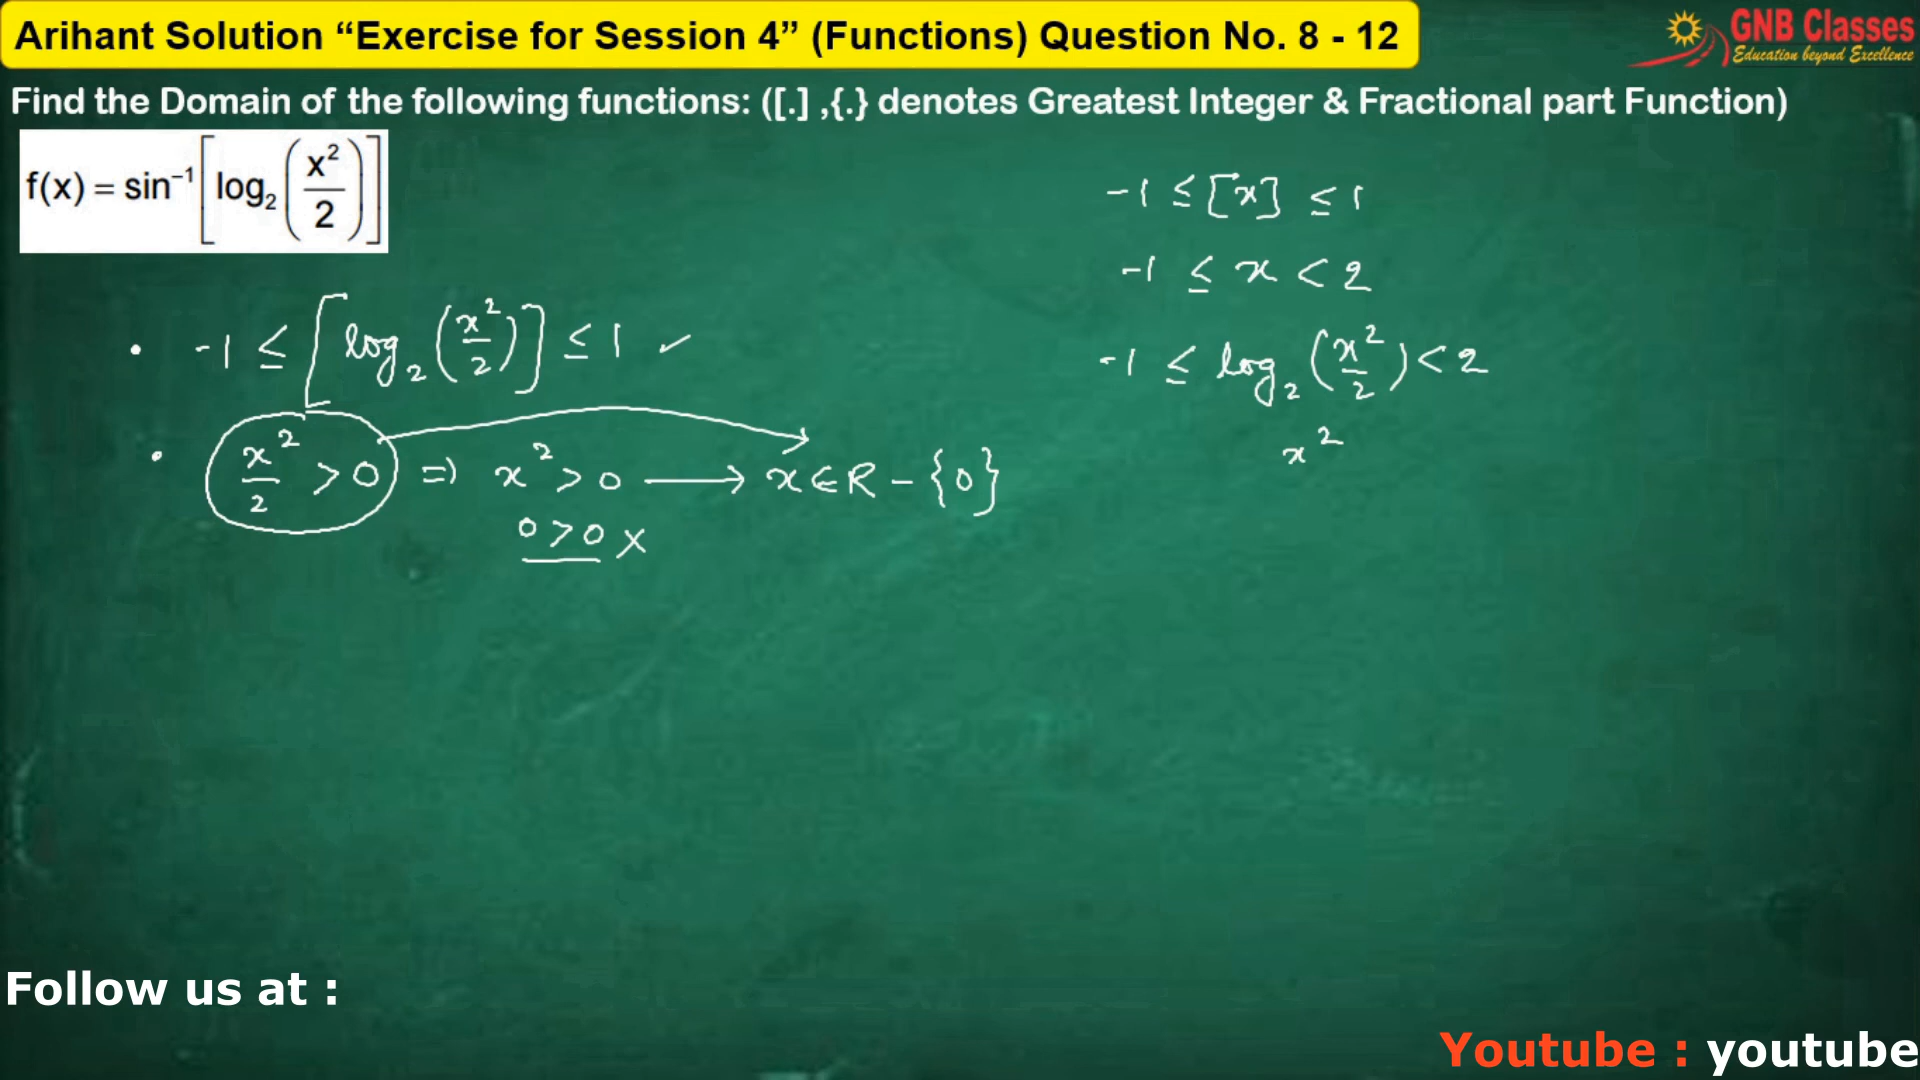 Arihant Solution “Exercise for Session 4” (Functions) Question No. 8 - 12
GNB Classes
Education beyond Excellence
Find the Domain of the following functions: ([.] ,{.} denotes Greatest Integer & Fractional part Function)
f(x) = sin⁻¹[log₂(x²/2)]
-1 ≤ [log₂(x²/2)] ≤ 1 ✓
x²/2 > 0 ⇒ x² > 0 ⟶ x ∈ R - {0}
0 > 0 ×
-1 ≤ [x] ≤ 1
-1 ≤ x < 2
-1 ≤ log₂(x²/2) < 2
x²
Follow us at :
Youtube : youtube